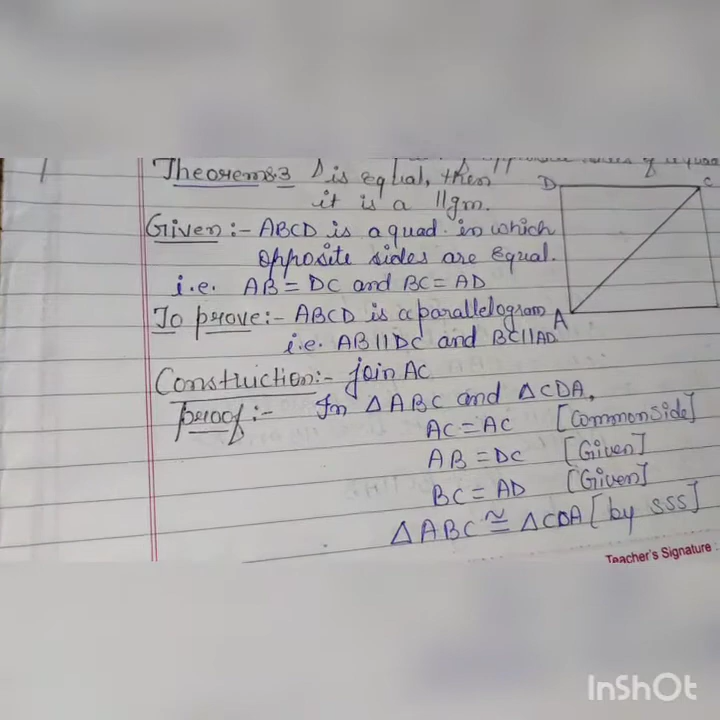 Theorem 8.3 is equal, then
it is a ||gm.
Given:- ABCD is a quad. in which
opposite sides are Equal.
i.e. AB = DC and BC = AD
To prove:- ABCD is a parallelogram
i.e. AB||DC and BC||AD
Construction:- join AC
Proof:- In △ABC and △CDA,
AC = AC [Common side]
AB = DC [Given]
BC = AD [Given]
△ABC ≅ △CDA [by SSS]
D C
A
Teacher's Signature :
InShOt